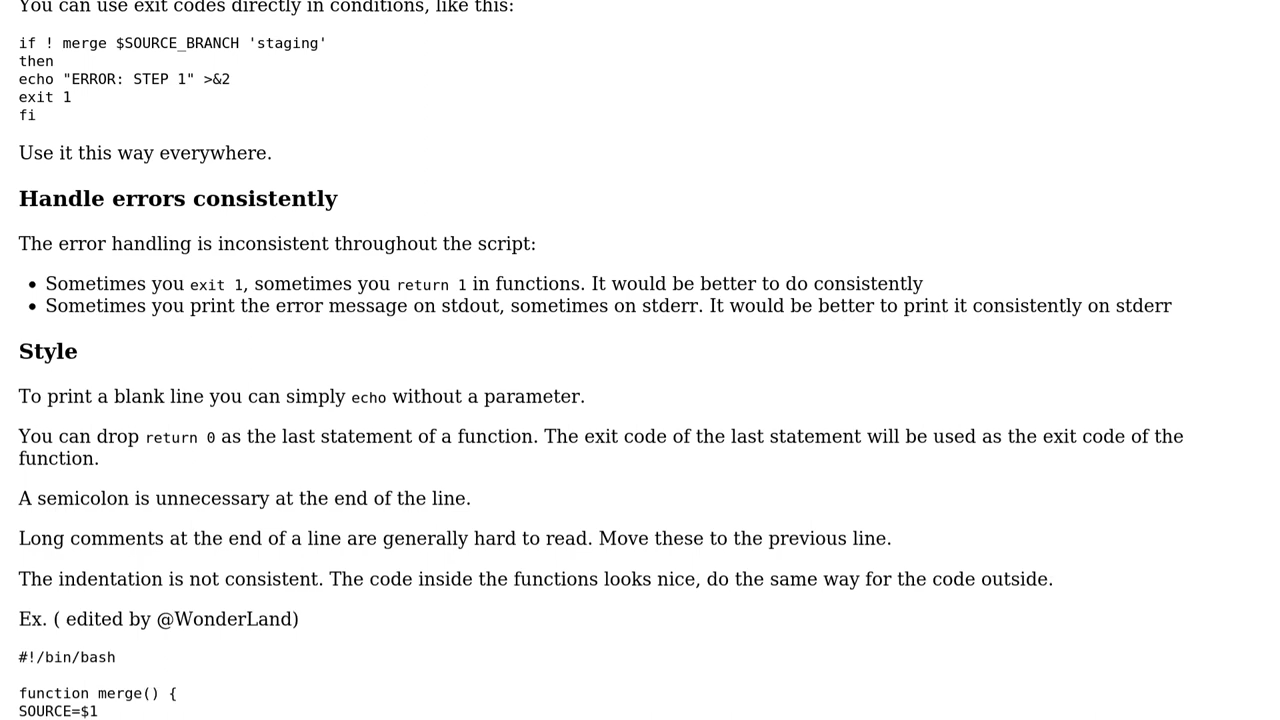 You can use exit codes directly in conditions, like this:
if ! merge $SOURCE_BRANCH 'staging'
then
echo "ERROR: STEP 1" >&2
exit 1
fi
Use it this way everywhere.
Handle errors consistently
The error handling is inconsistent throughout the script:
• Sometimes you exit 1, sometimes you return 1 in functions. It would be better to do consistently
• Sometimes you print the error message on stdout, sometimes on stderr. It would be better to print it consistently on stderr
Style
To print a blank line you can simply echo without a parameter.
You can drop return 0 as the last statement of a function. The exit code of the last statement will be used as the exit code of the
function.
A semicolon is unnecessary at the end of the line.
Long comments at the end of a line are generally hard to read. Move these to the previous line.
The indentation is not consistent. The code inside the functions looks nice, do the same way for the code outside.
Ex. ( edited by @WonderLand)
#!/bin/bash
function merge() {
SOURCE=$1